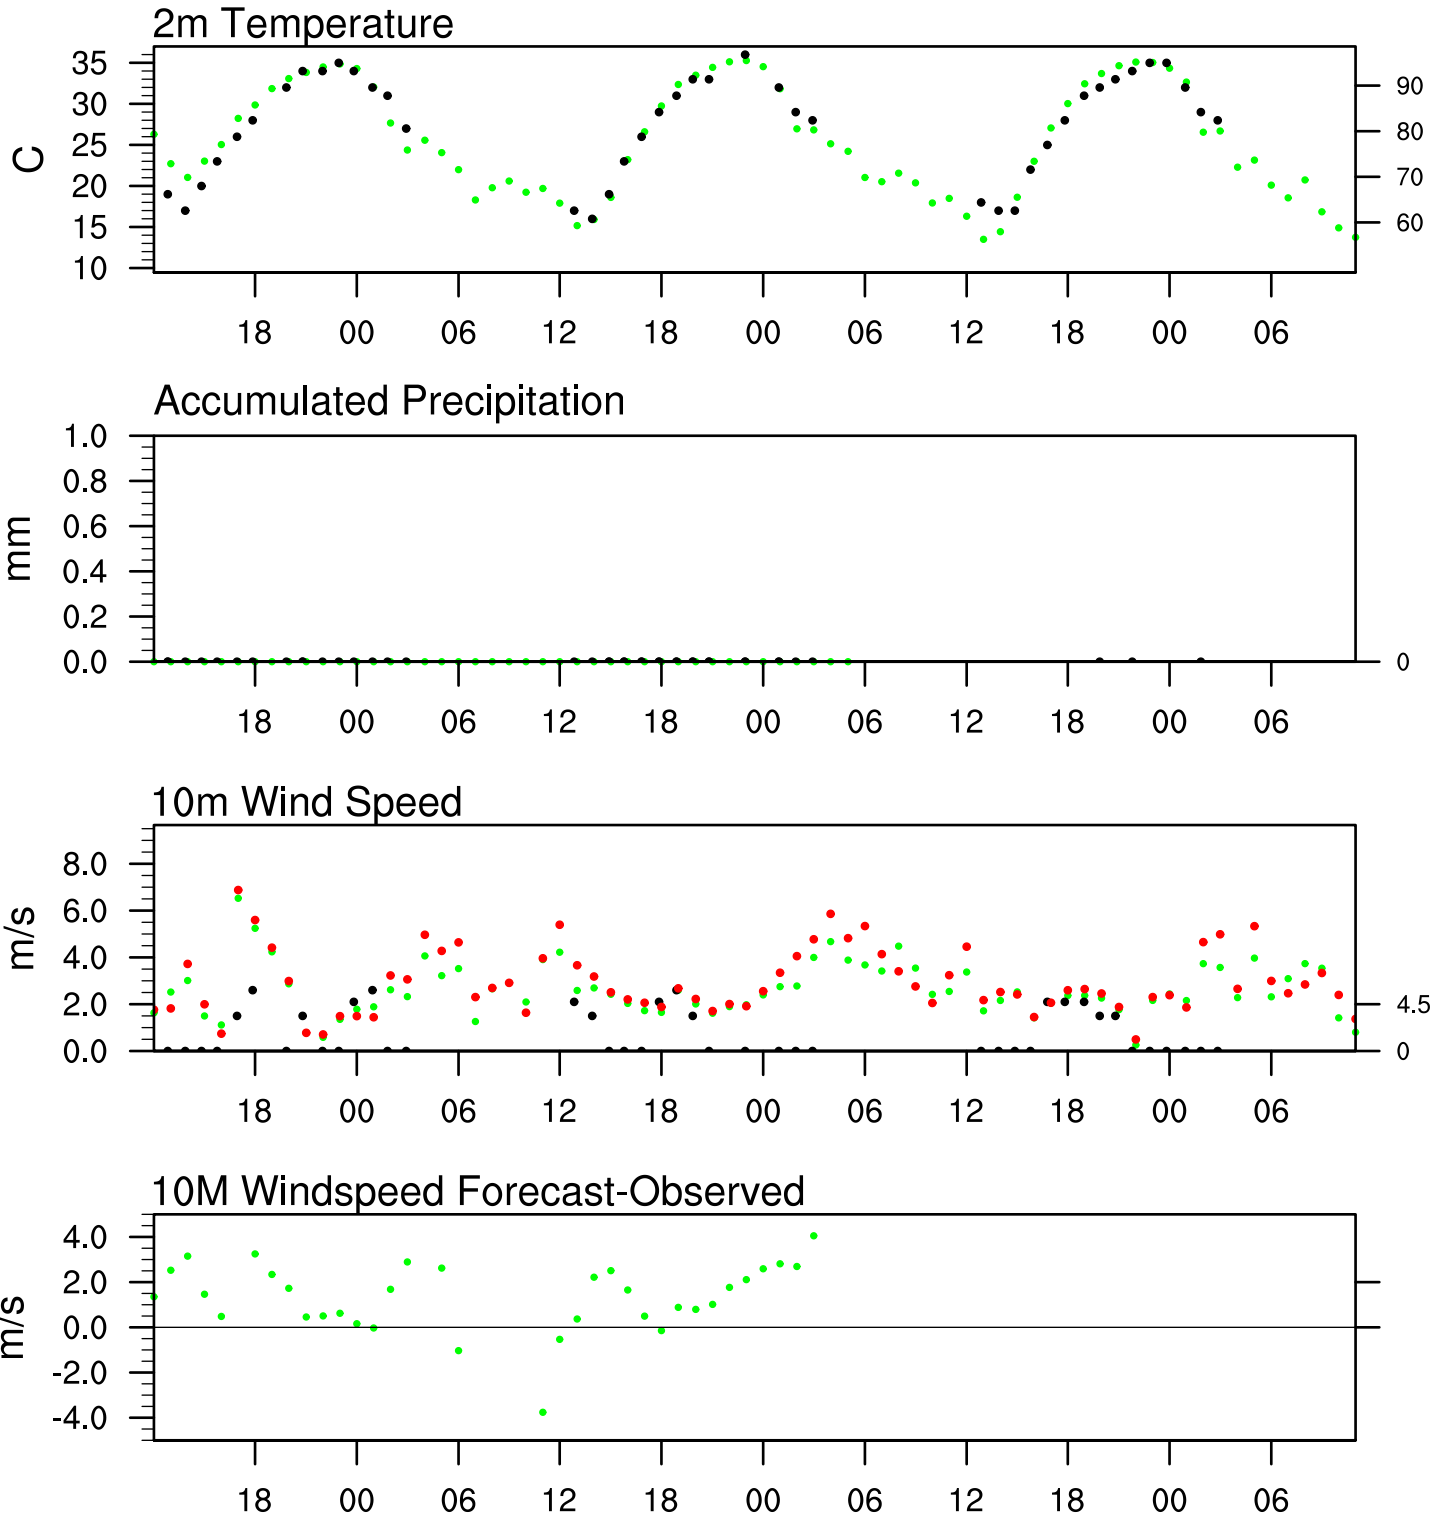 2m Temperature
C
35
30
25
20
15
10
90
80
70
60
18 00 06 12 18 00 06 12 18 00 06
Accumulated Precipitation
mm
1.0
0.8
0.6
0.4
0.2
0.0
0
18 00 06 12 18 00 06 12 18 00 06
10m Wind Speed
m/s
8.0
6.0
4.0
2.0
0.0
4.5
0
18 00 06 12 18 00 06 12 18 00 06
10M Windspeed Forecast-Observed
m/s
4.0
2.0
0.0
-2.0
-4.0
18 00 06 12 18 00 06 12 18 00 06